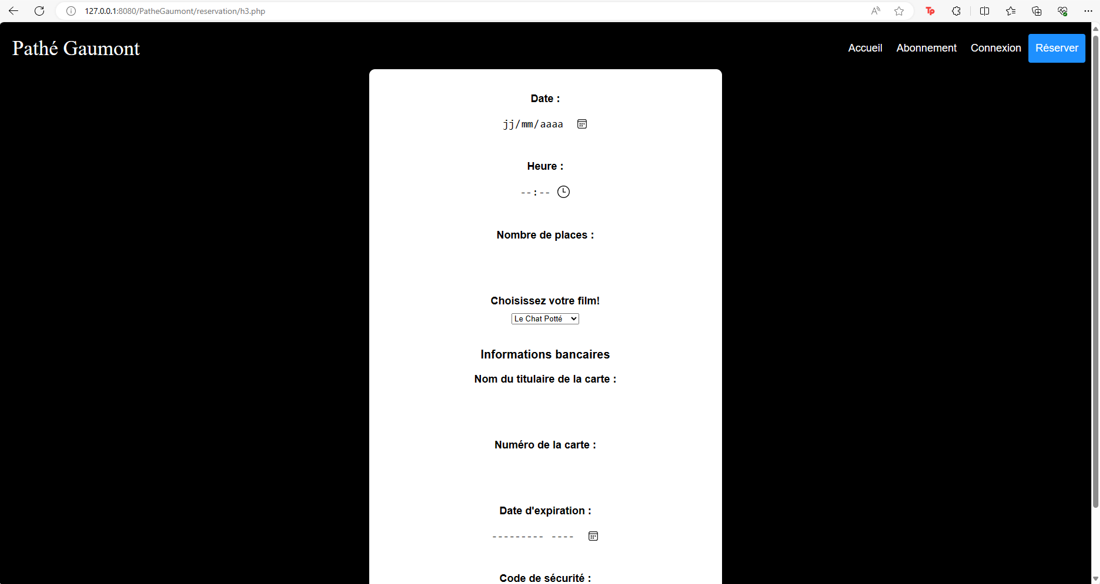 127.0.0.1:8080/PatheGaumont/reservation/h3.php
Pathé Gaumont
Accueil Abonnement Connexion Réserver
Date :
jj/mm/aaaa
Heure :
--:--
Nombre de places :
Choisissez votre film!
Le Chat Potté
Informations bancaires
Nom du titulaire de la carte :
Numéro de la carte :
Date d'expiration :
--------- ----
Code de sécurité :